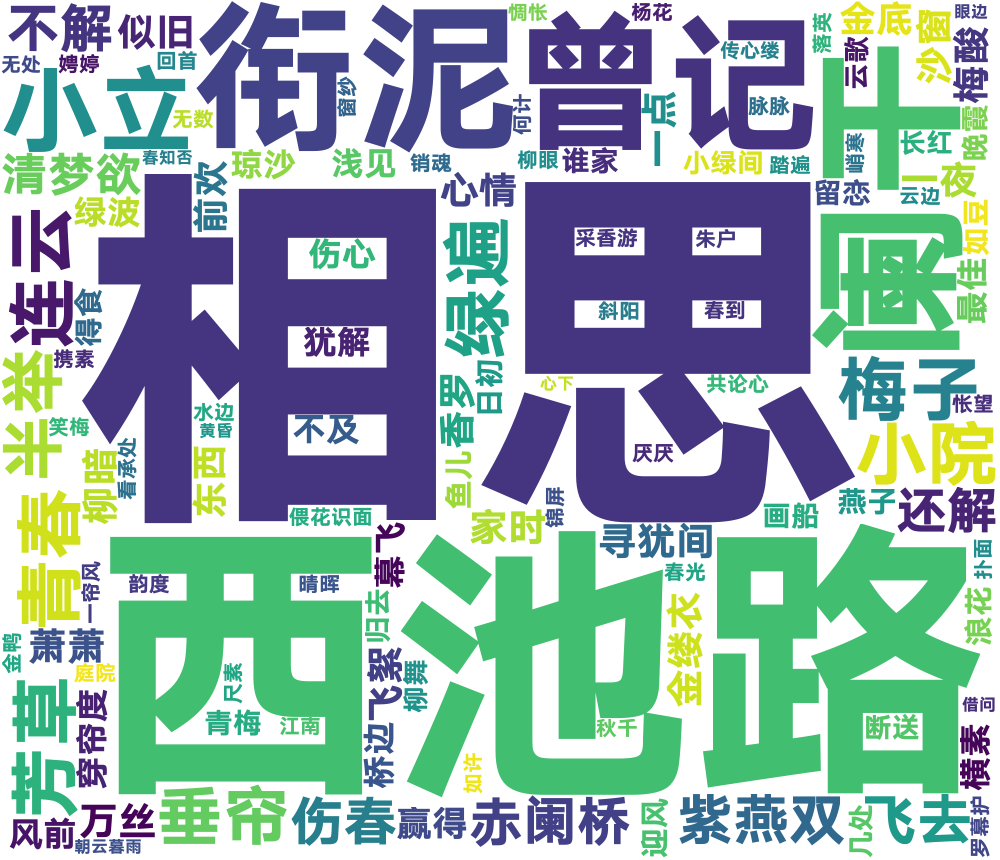 不解
似旧
衔泥
惆怅
曾记
杨花
传心缕
落英
金底
眼边
无处
娉婷
回首
沙窗
梅酸
云歌
小立
无数
窗纱
何计
一点
脉脉
十
晚霞
春知否
柳眼
谁家
小绿间
踏遍
峭寒
长红
清梦欲
前欢
琼沙
浅见
销魂
心情
留恋
一夜
云边
绿波
连云
相思
伤心
绿遍
采香游
朱户
阑
如豆
最佳
得食
犹解
斜阳
春到
携素
半举
日初
心下
共论心
梅子
怅望
笑梅
水边
黄昏
不及
香罗
厌厌
小院
柳暗
看承处
东西
鱼儿
锦屏
燕子
还解
青春
偎花识面
家时
画船
寻犹间
幕飞
西池路
春光
扑面
一帘风
韵度
晴晖
归去
金缕衣
浪花
金鸭
萧萧
庭院
尺素
飞絮
柳舞
芳草
穿帘度
青梅
江南
桥边
秋千
断送
借问
如许
横素
风前
万丝
朝云暮雨
垂帘
伤春
赢得
赤阑桥
迎风
紫燕双
几处
飞去
罗幕护